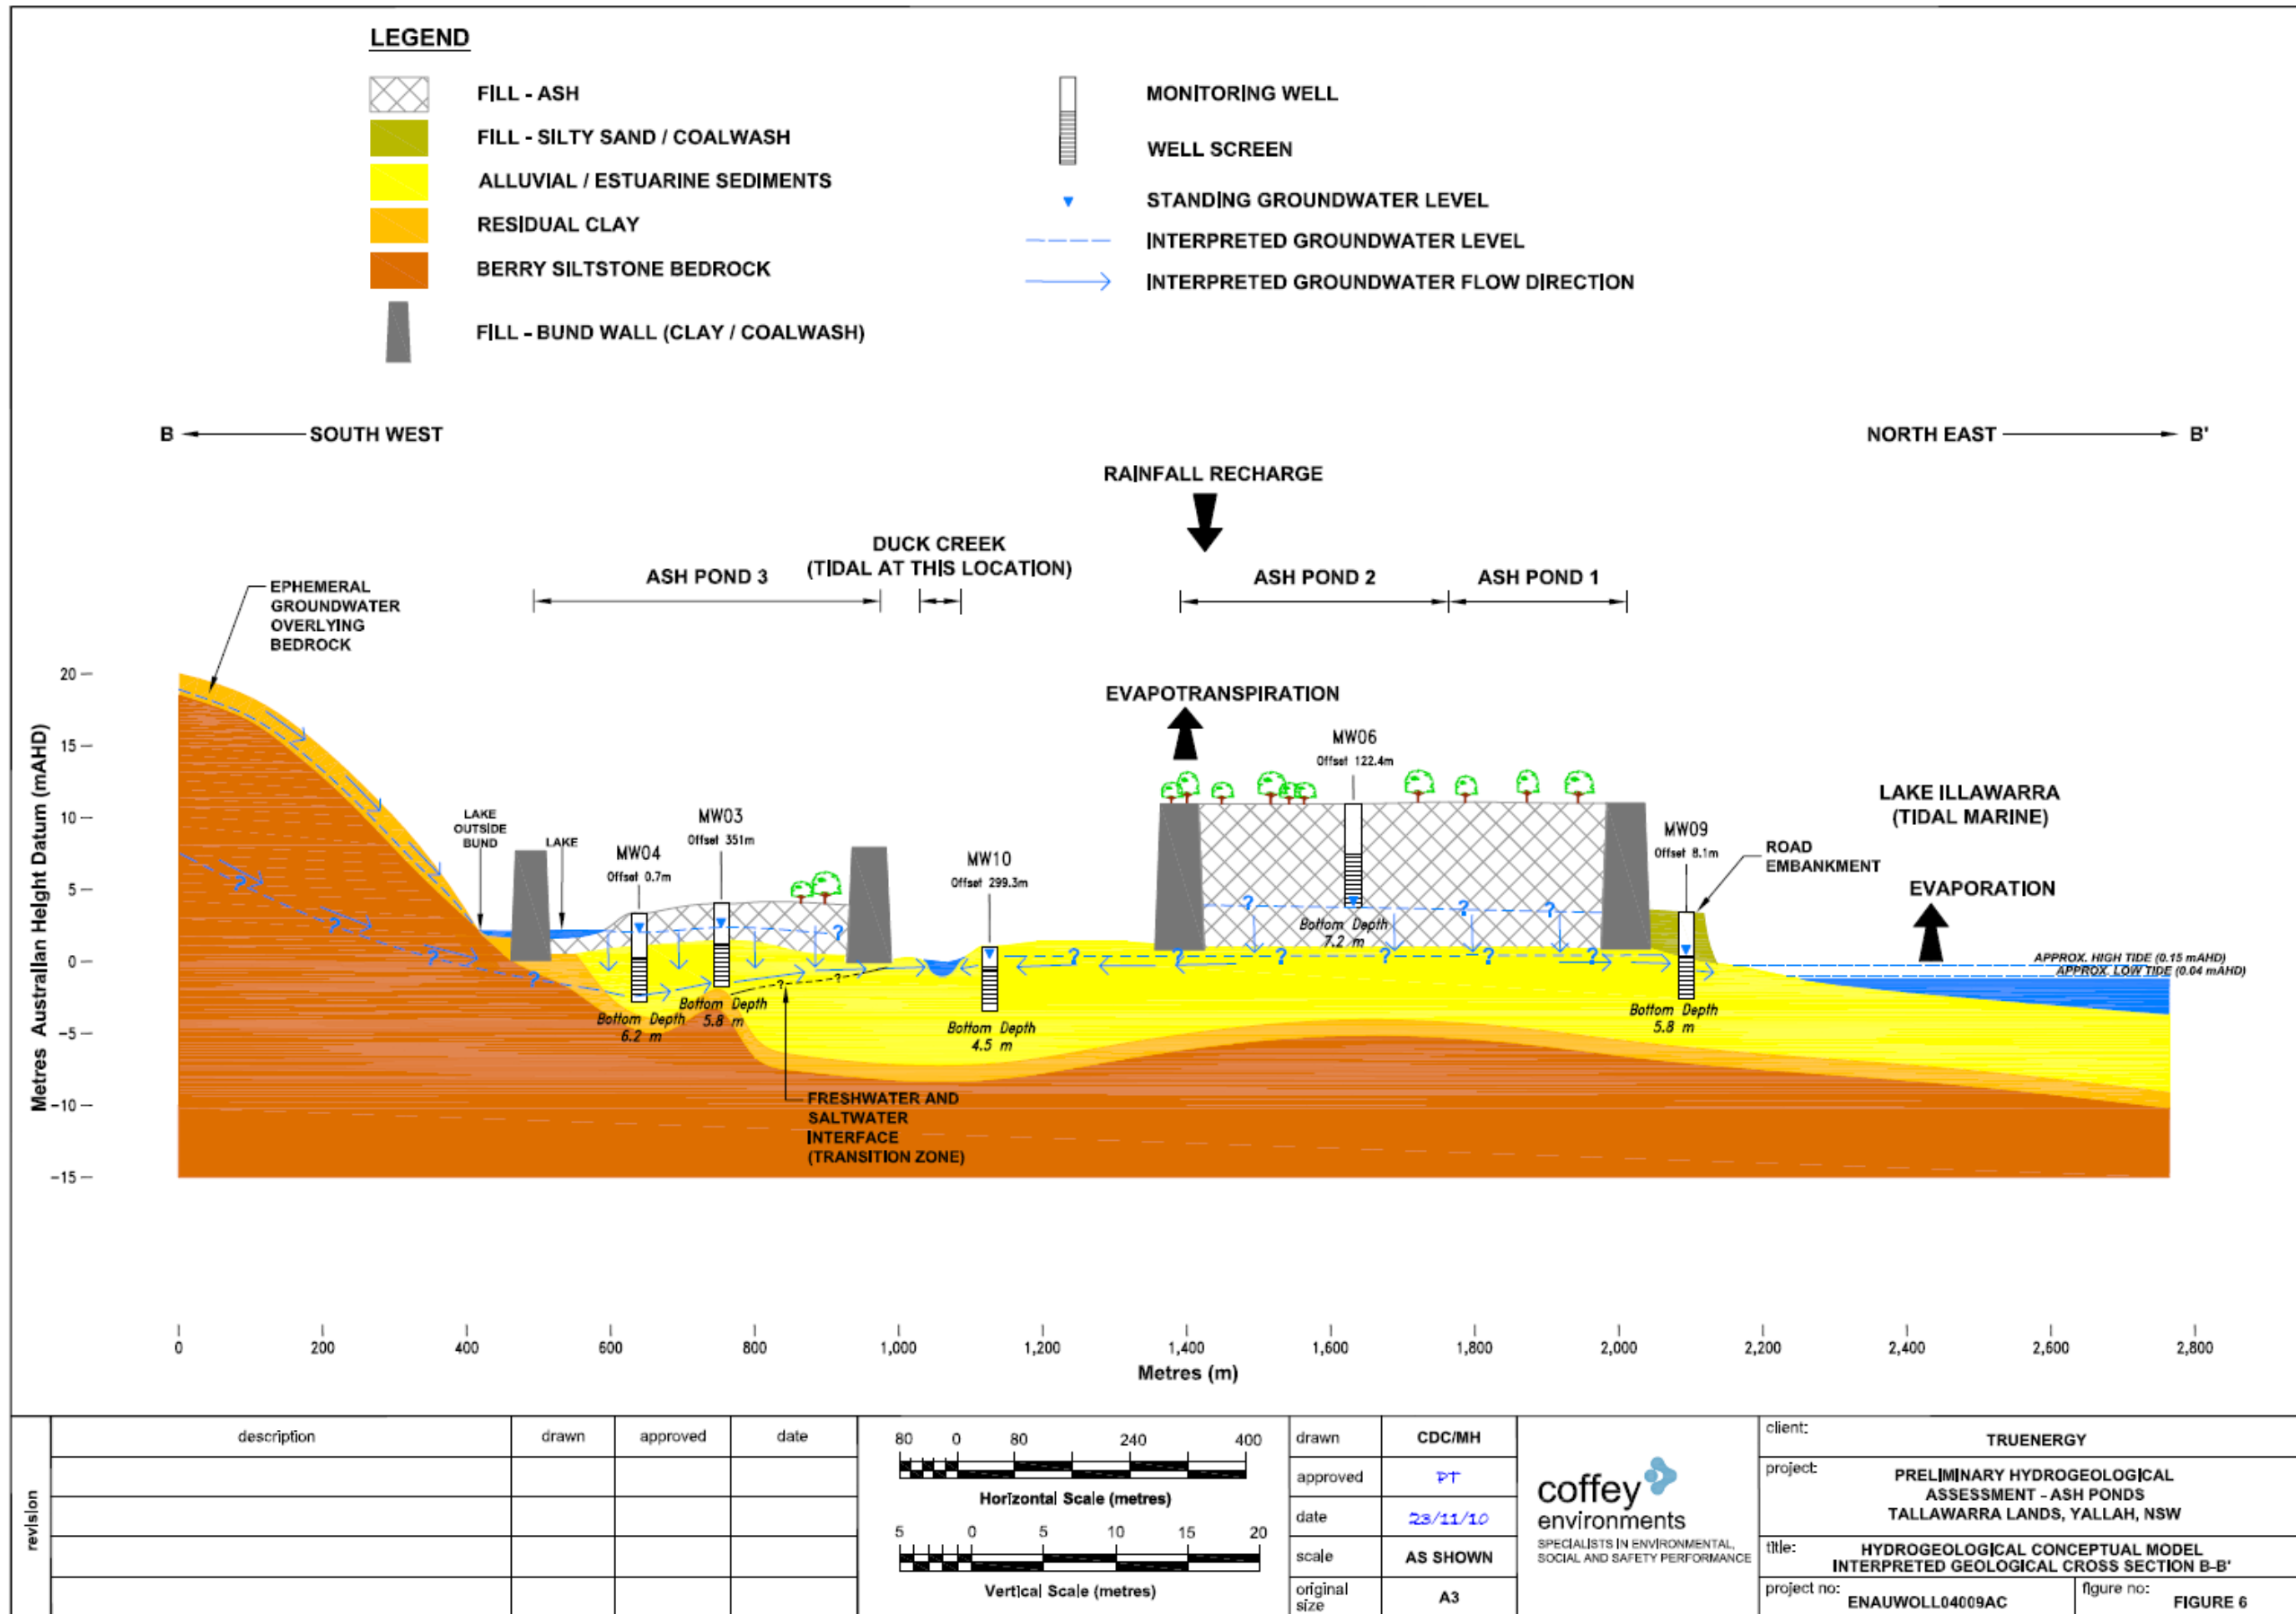 LEGEND
FILL - ASH
FILL - SILTY SAND / COALWASH
ALLUVIAL / ESTUARINE SEDIMENTS
RESIDUAL CLAY
BERRY SILTSTONE BEDROCK
FILL - BUND WALL (CLAY / COALWASH)
MONITORING WELL
WELL SCREEN
STANDING GROUNDWATER LEVEL
INTERPRETED GROUNDWATER LEVEL
INTERPRETED GROUNDWATER FLOW DIRECTION
B
SOUTH WEST
NORTH EAST
B'
RAINFALL RECHARGE
DUCK CREEK
(TIDAL AT THIS LOCATION)
ASH POND 3
ASH POND 2
ASH POND 1
EPHEMERAL
GROUNDWATER
OVERLYING
BEDROCK
EVAPOTRANSPIRATION
MW06
Offset 122.4m
LAKE
OUTSIDE
BUND
LAKE
MW04
Offset 0.7m
MW03
Offset 351m
MW10
Offset 299.3m
MW09
Offset 8.1m
ROAD
EMBANKMENT
LAKE ILLAWARRA
(TIDAL MARINE)
EVAPORATION
APPROX. HIGH TIDE (0.15 mAHD)
APPROX. LOW TIDE (0.04 mAHD)
Bottom Depth
6.2 m
Bottom Depth
5.8 m
Bottom Depth
4.5 m
Bottom Depth
7.2 m
Bottom Depth
5.8 m
? ? ? ? ? ? ? ? ? ? ? ? ? ? ? ? ?
FRESHWATER AND
SALTWATER
INTERFACE
(TRANSITION ZONE)
Metres Australian Height Datum (mAHD)
20
15
10
5
0
-5
-10
-15
0 200 400 600 800 1,000 1,200 1,400 1,600 1,800 2,000 2,200 2,400 2,600 2,800
Metres (m)
revision
description drawn approved date
80 0 80 240 400
Horizontal Scale (metres)
5 0 5 10 15 20
Vertical Scale (metres)
drawn CDC/MH
approved PT
date 23/11/10
scale AS SHOWN
original
size A3
coffey
environments
SPECIALISTS IN ENVIRONMENTAL,
SOCIAL AND SAFETY PERFORMANCE
client: TRUENERGY
project: PRELIMINARY HYDROGEOLOGICAL
ASSESSMENT - ASH PONDS
TALLAWARRA LANDS, YALLAH, NSW
title: HYDROGEOLOGICAL CONCEPTUAL MODEL
INTERPRETED GEOLOGICAL CROSS SECTION B-B'
project no: ENAUWOLL04009AC
figure no: FIGURE 6